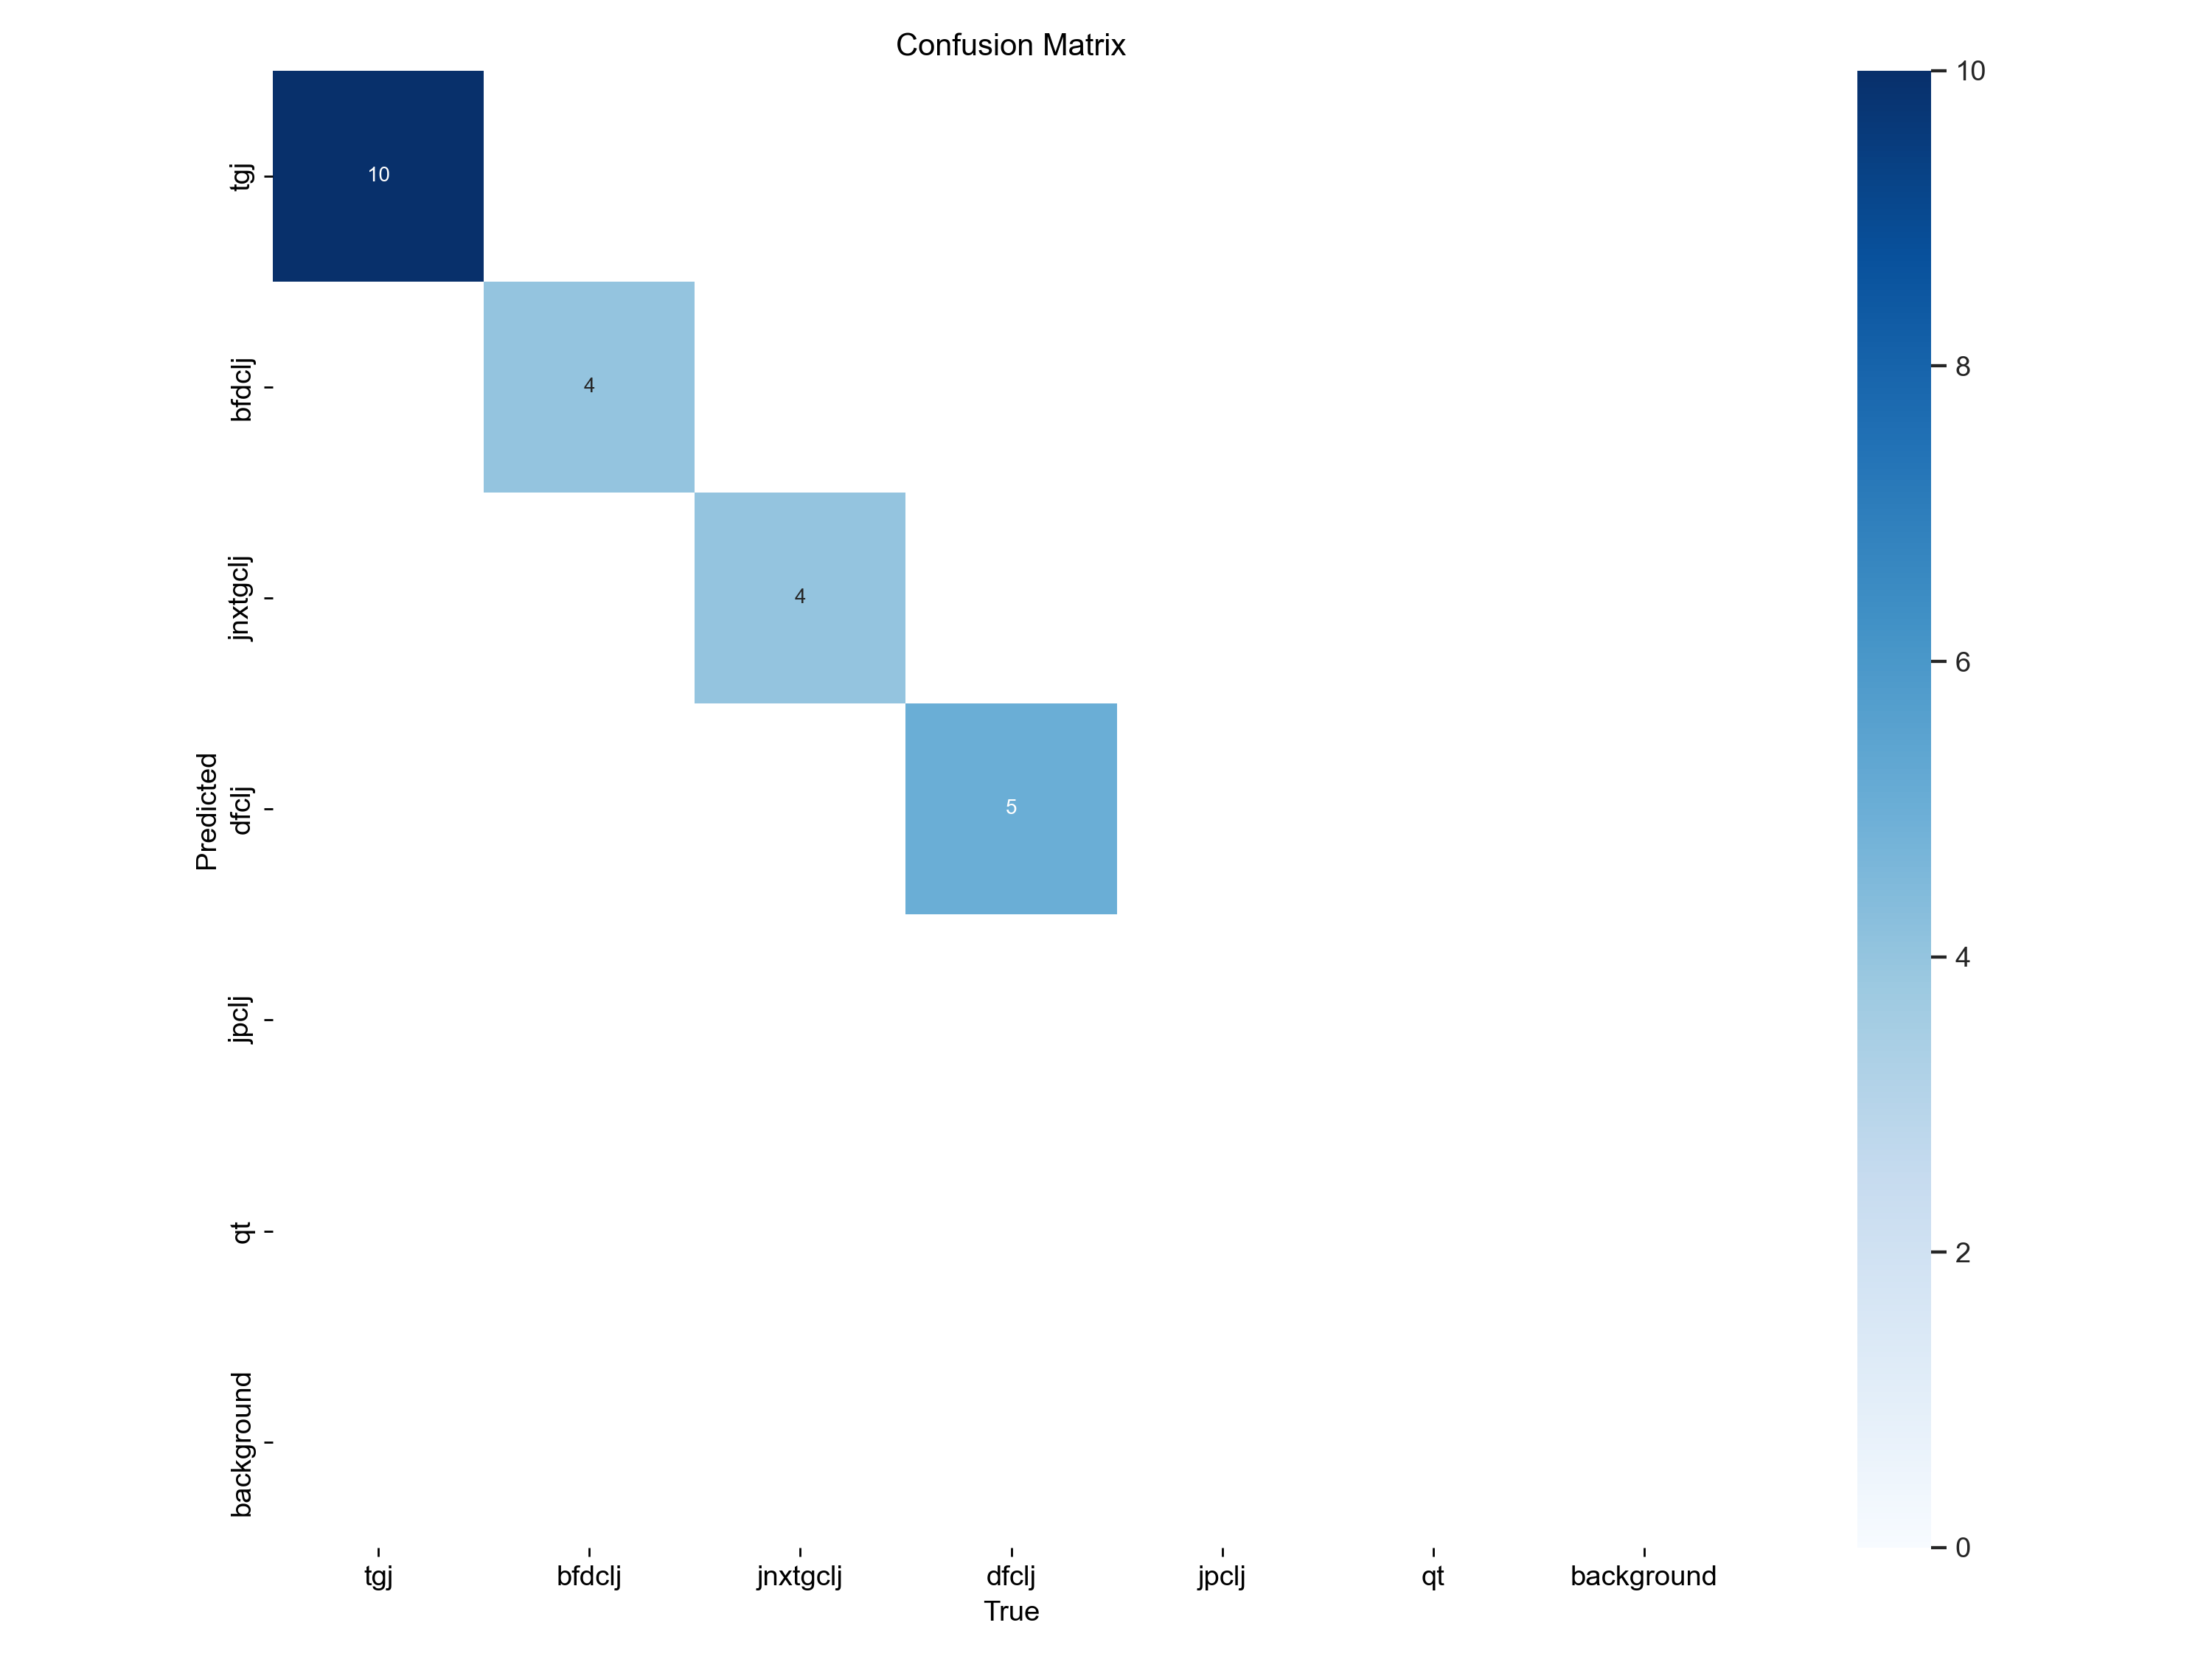 Confusion Matrix
tgj
bfdclj
jnxtgclj
dfclj
jpclj
qt
background
Predicted
10
4
4
5
tgj bfdclj jnxtgclj dfclj jpclj qt background
True
10
8
6
4
2
0